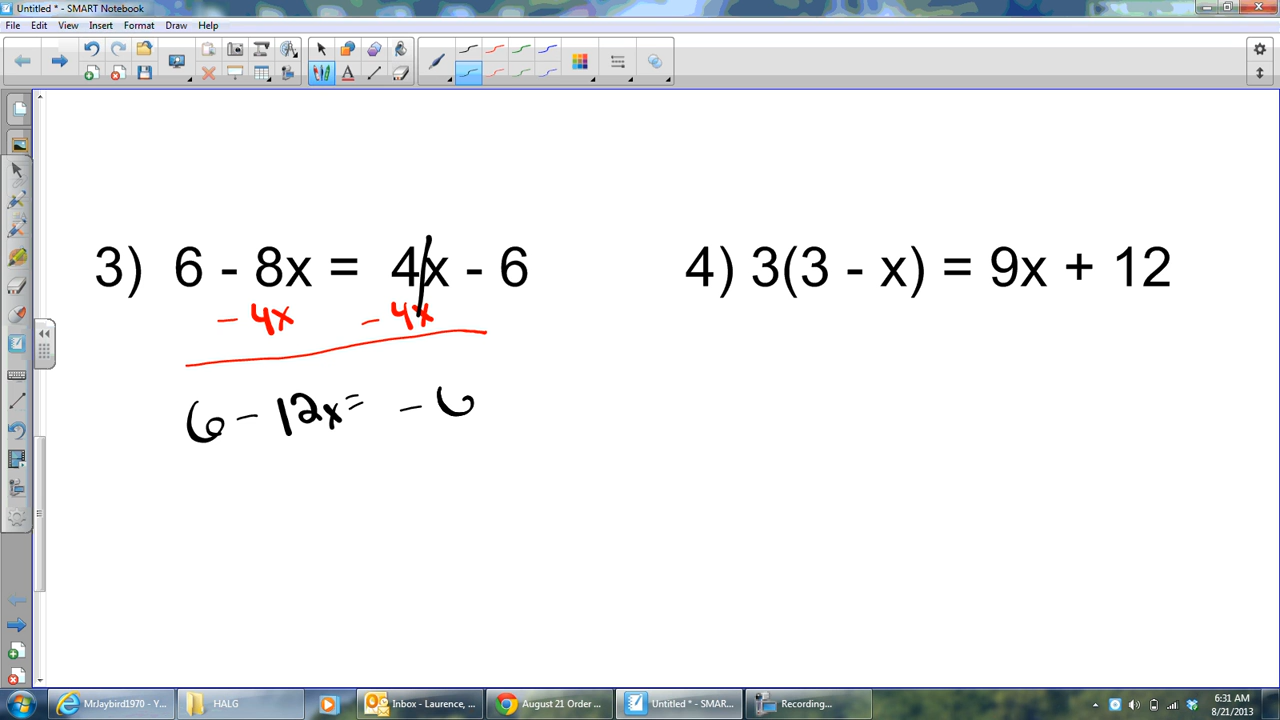 Untitled * - SMART Notebook
File Edit View Insert Format Draw Help
3) 6 - 8x = 4x - 6
- 4x - 4x
6 - 12x = - 6
4) 3(3 - x) = 9x + 12
MrJaybird1970 - Y...
HALG
Inbox - Laurence, ...
August 21 Order ...
Untitled * - SMAR...
Recording...
6:31 AM
8/21/2013